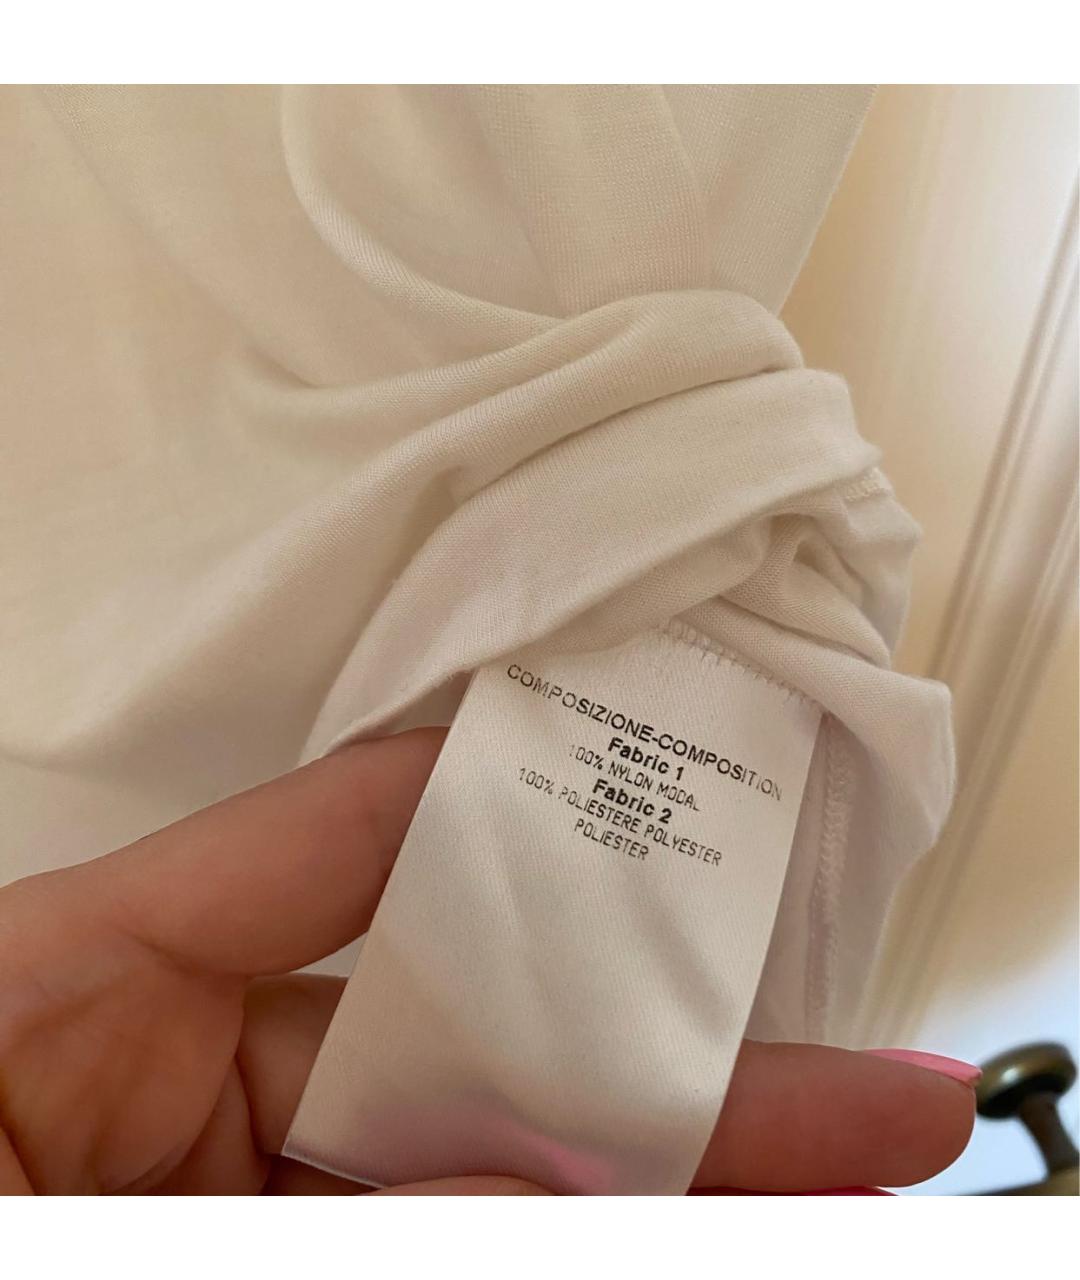 COMPOSIZIONE-COMPOSITION
Fabric 1
100% NYLON MODAL
Fabric 2
100% POLIESTERE POLYESTER
POLIESTER